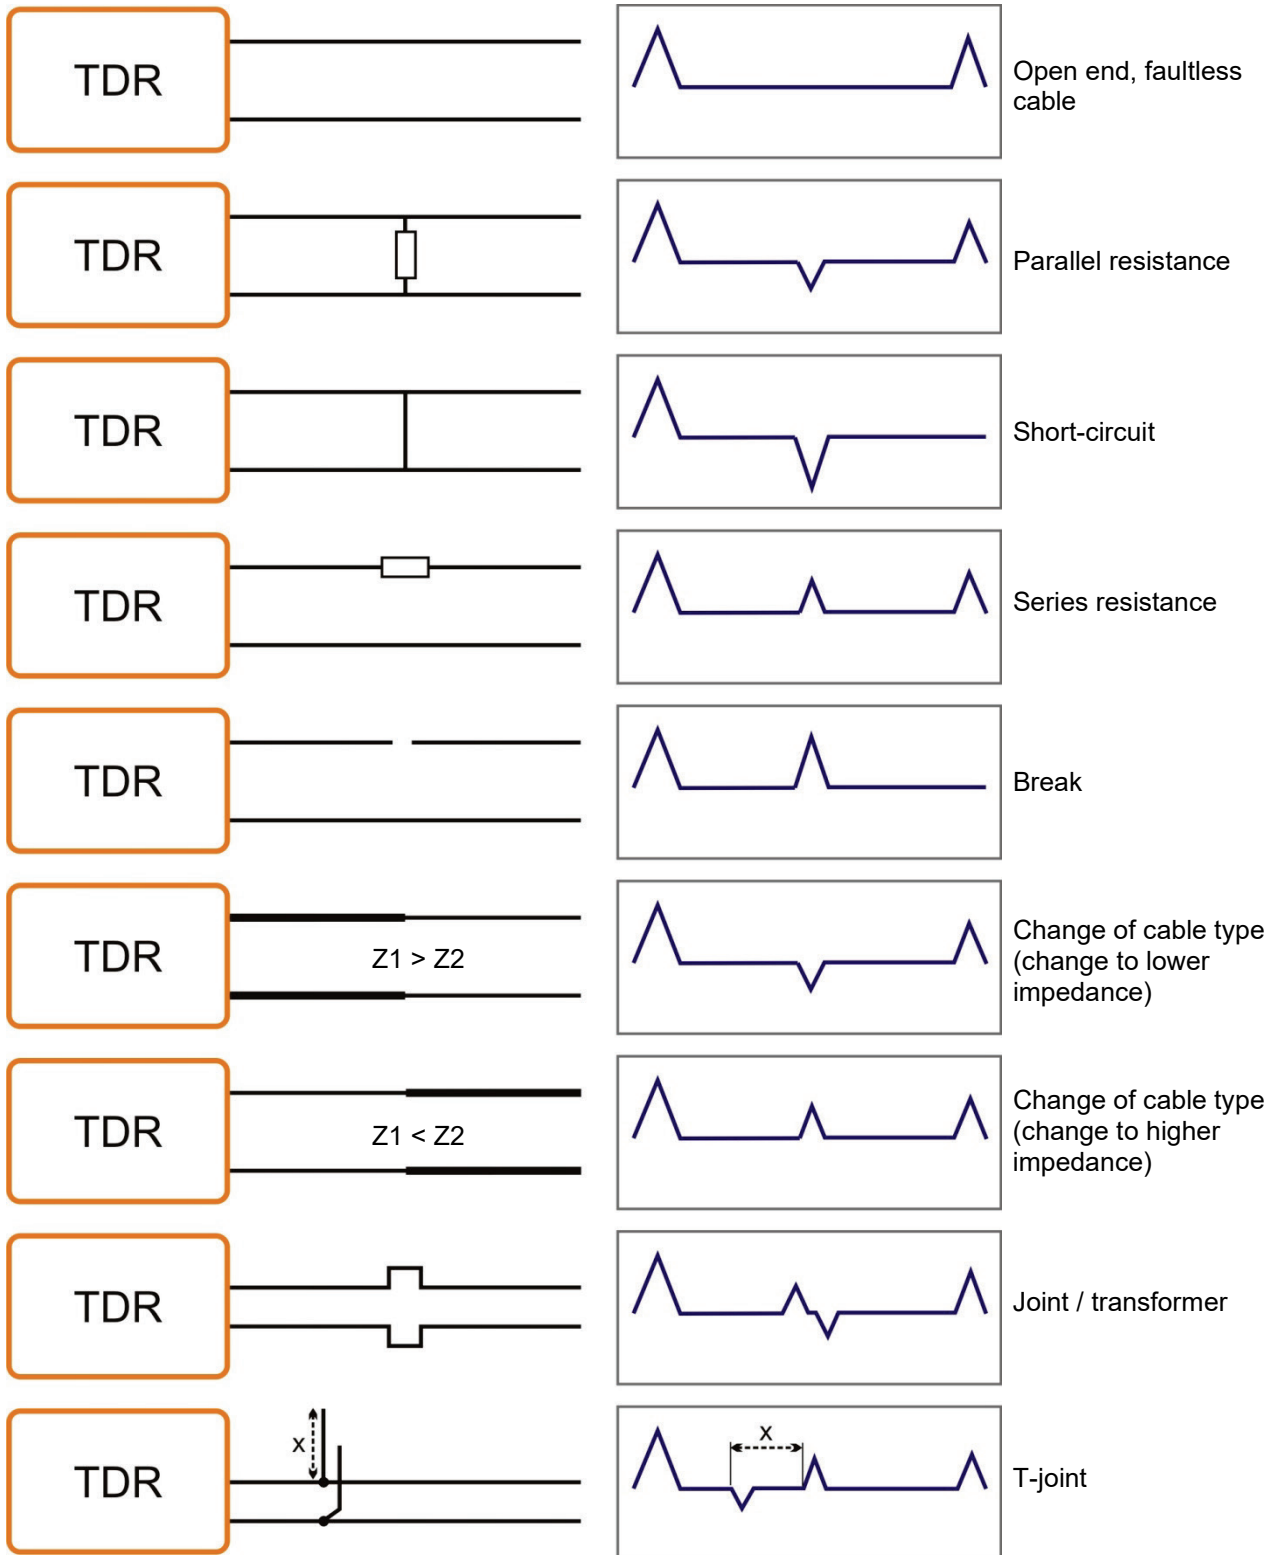 TDR
Open end, faultless
cable
TDR
Parallel resistance
TDR
Short-circuit
TDR
Series resistance
TDR
Break
TDR
Z1 > Z2
Change of cable type
(change to lower
impedance)
TDR
Z1 < Z2
Change of cable type
(change to higher
impedance)
TDR
Joint / transformer
TDR
x
x
T-joint